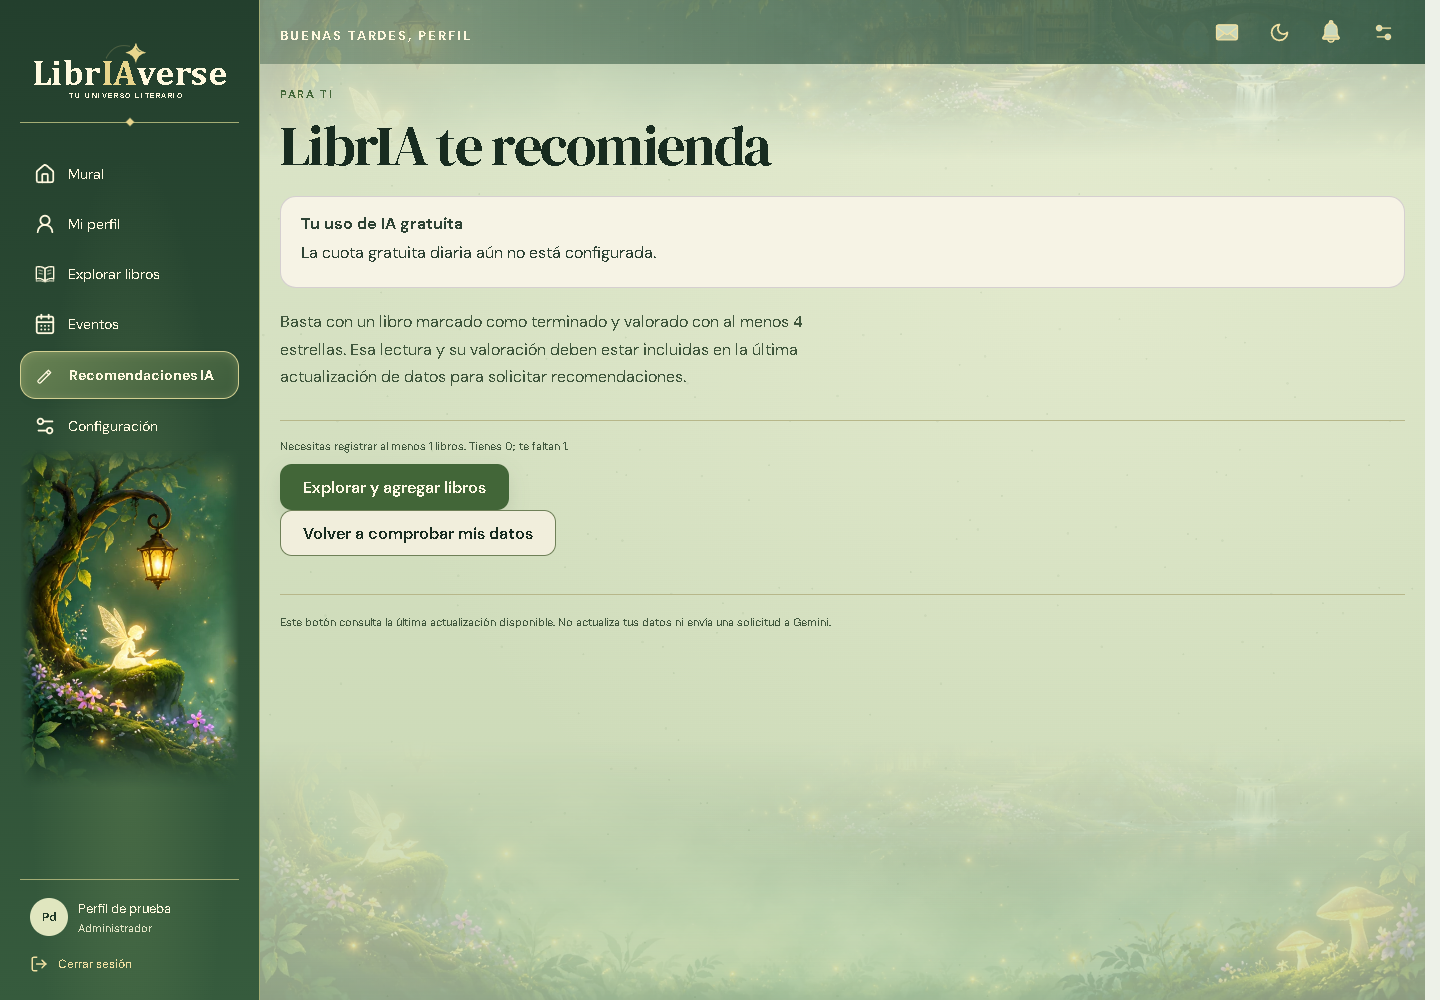 LibrIAverse
TU UNIVERSO LITERARIO
Mural
Mi perfil
Explorar libros
Eventos
Recomendaciones IA
Configuración
Pd
Perfil de prueba
Administrador
Cerrar sesión
BUENAS TARDES, PERFIL
PARA TI
LibrIA te recomienda
Tu uso de IA gratuita
La cuota gratuita diaria aún no está configurada.
Basta con un libro marcado como terminado y valorado con al menos 4
estrellas. Esa lectura y su valoración deben estar incluidas en la última
actualización de datos para solicitar recomendaciones.
Necesitas registrar al menos 1 libros. Tienes 0; te faltan 1.
Explorar y agregar libros
Volver a comprobar mis datos
Este botón consulta la última actualización disponible. No actualiza tus datos ni envía una solicitud a Gemini.